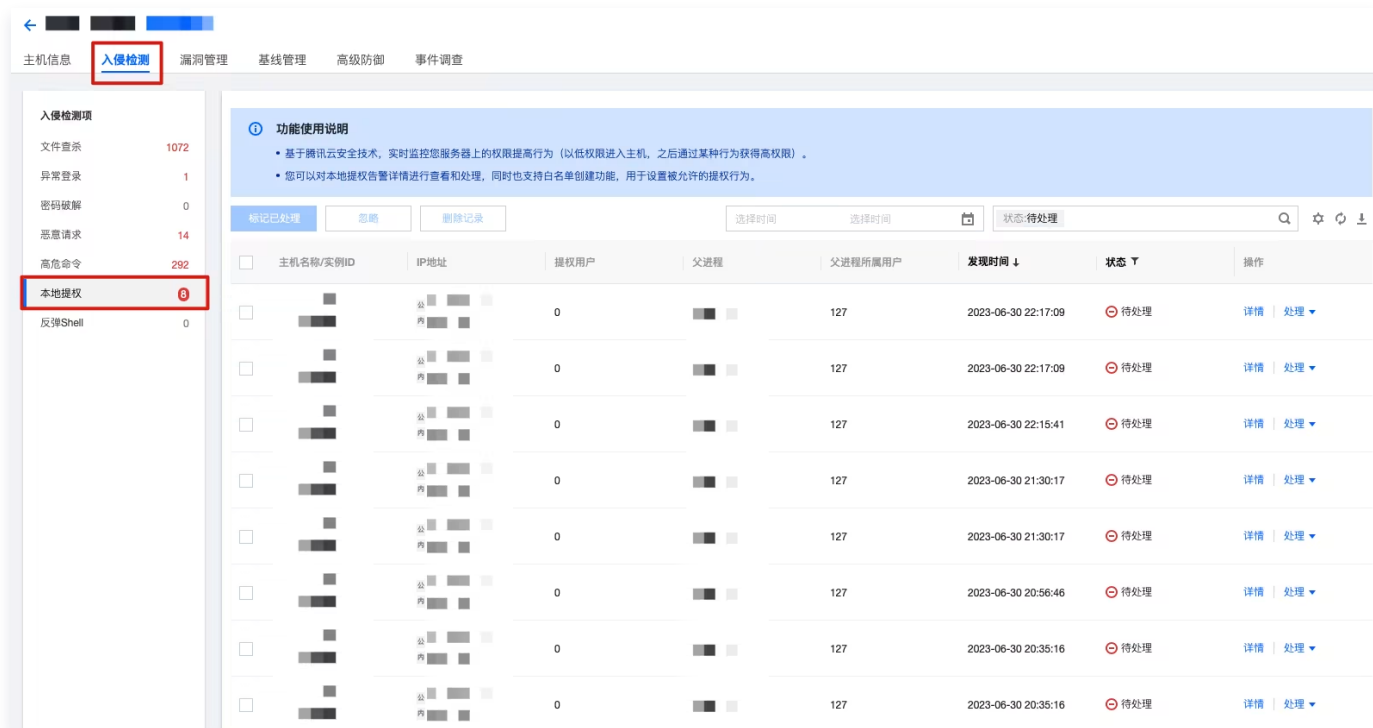 主机信息 入侵检测 漏洞管理 基线管理 高级防御 事件调查
入侵检测项
文件查杀 1072
异常登录 1
密码破解 0
恶意请求 14
高危命令 292
本地提权 8
反弹Shell 0
功能使用说明
• 基于腾讯云安全技术，实时监控您服务器上的权限提高行为（以低权限进入主机，之后通过某种行为获得高权限）。
• 您可以对本地提权告警详情进行查看和处理，同时也支持白名单创建功能，用于设置被允许的提权行为。
标记已处理 忽略 删除记录 选择时间 选择时间 状态:待处理
主机名称/实例ID IP地址 提权用户 父进程 父进程所属用户 发现时间 ↓ 状态 操作
公
内
0 127 2023-06-30 22:17:09 待处理 详情 处理
公
内
0 127 2023-06-30 22:17:09 待处理 详情 处理
公
内
0 127 2023-06-30 22:15:41 待处理 详情 处理
公
内
0 127 2023-06-30 21:30:17 待处理 详情 处理
公
内
0 127 2023-06-30 21:30:17 待处理 详情 处理
公
内
0 127 2023-06-30 20:56:46 待处理 详情 处理
公
内
0 127 2023-06-30 20:35:16 待处理 详情 处理
公
内
0 127 2023-06-30 20:35:16 待处理 详情 处理